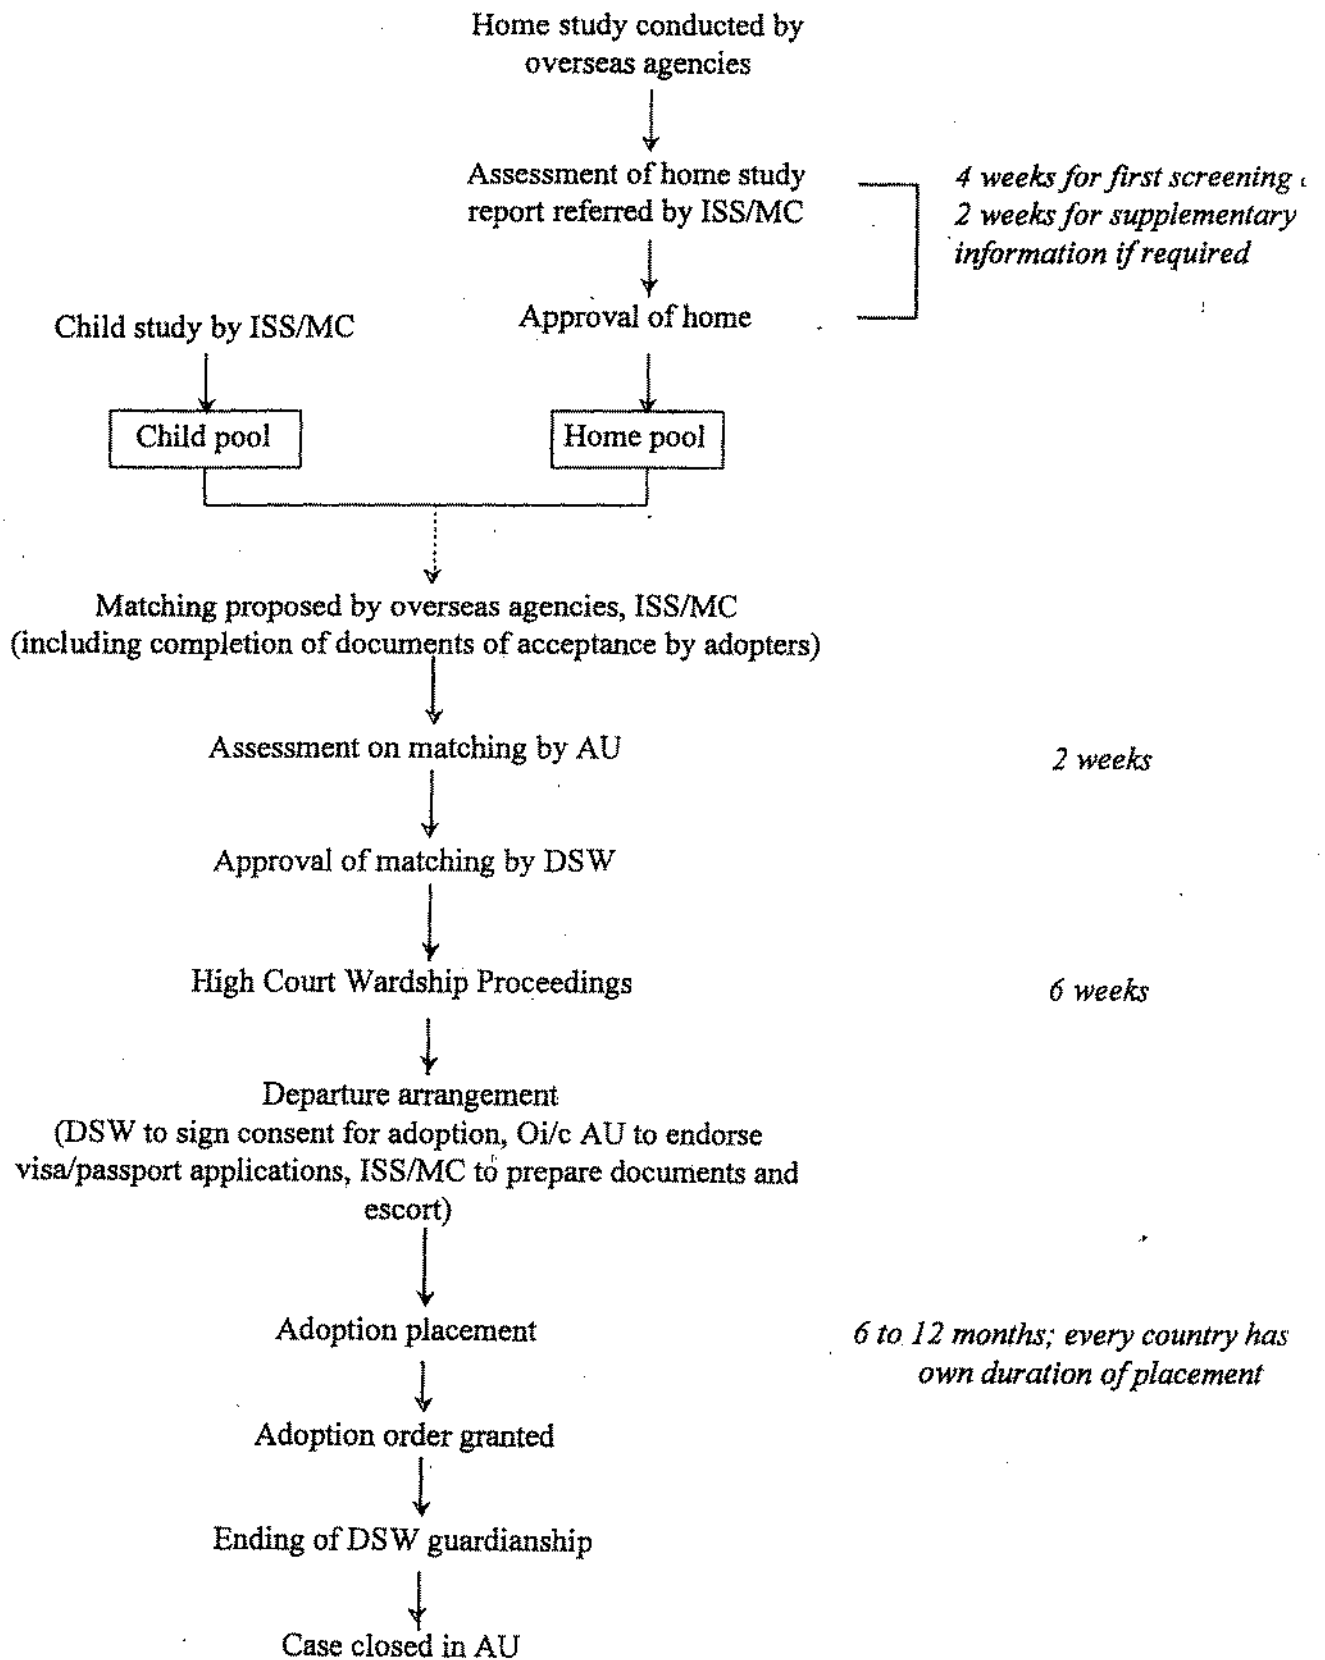 Home study conducted by
overseas agencies
Assessment of home study
report referred by ISS/MC
4 weeks for first screening
2 weeks for supplementary
information if required
Approval of home
Child study by ISS/MC
Child pool
Home pool
Matching proposed by overseas agencies, ISS/MC
(including completion of documents of acceptance by adopters)
Assessment on matching by AU
2 weeks
Approval of matching by DSW
High Court Wardship Proceedings
6 weeks
Departure arrangement
(DSW to sign consent for adoption, Oi/c AU to endorse
visa/passport applications, ISS/MC to prepare documents and
escort)
Adoption placement
6 to 12 months; every country has
own duration of placement
Adoption order granted
Ending of DSW guardianship
Case closed in AU